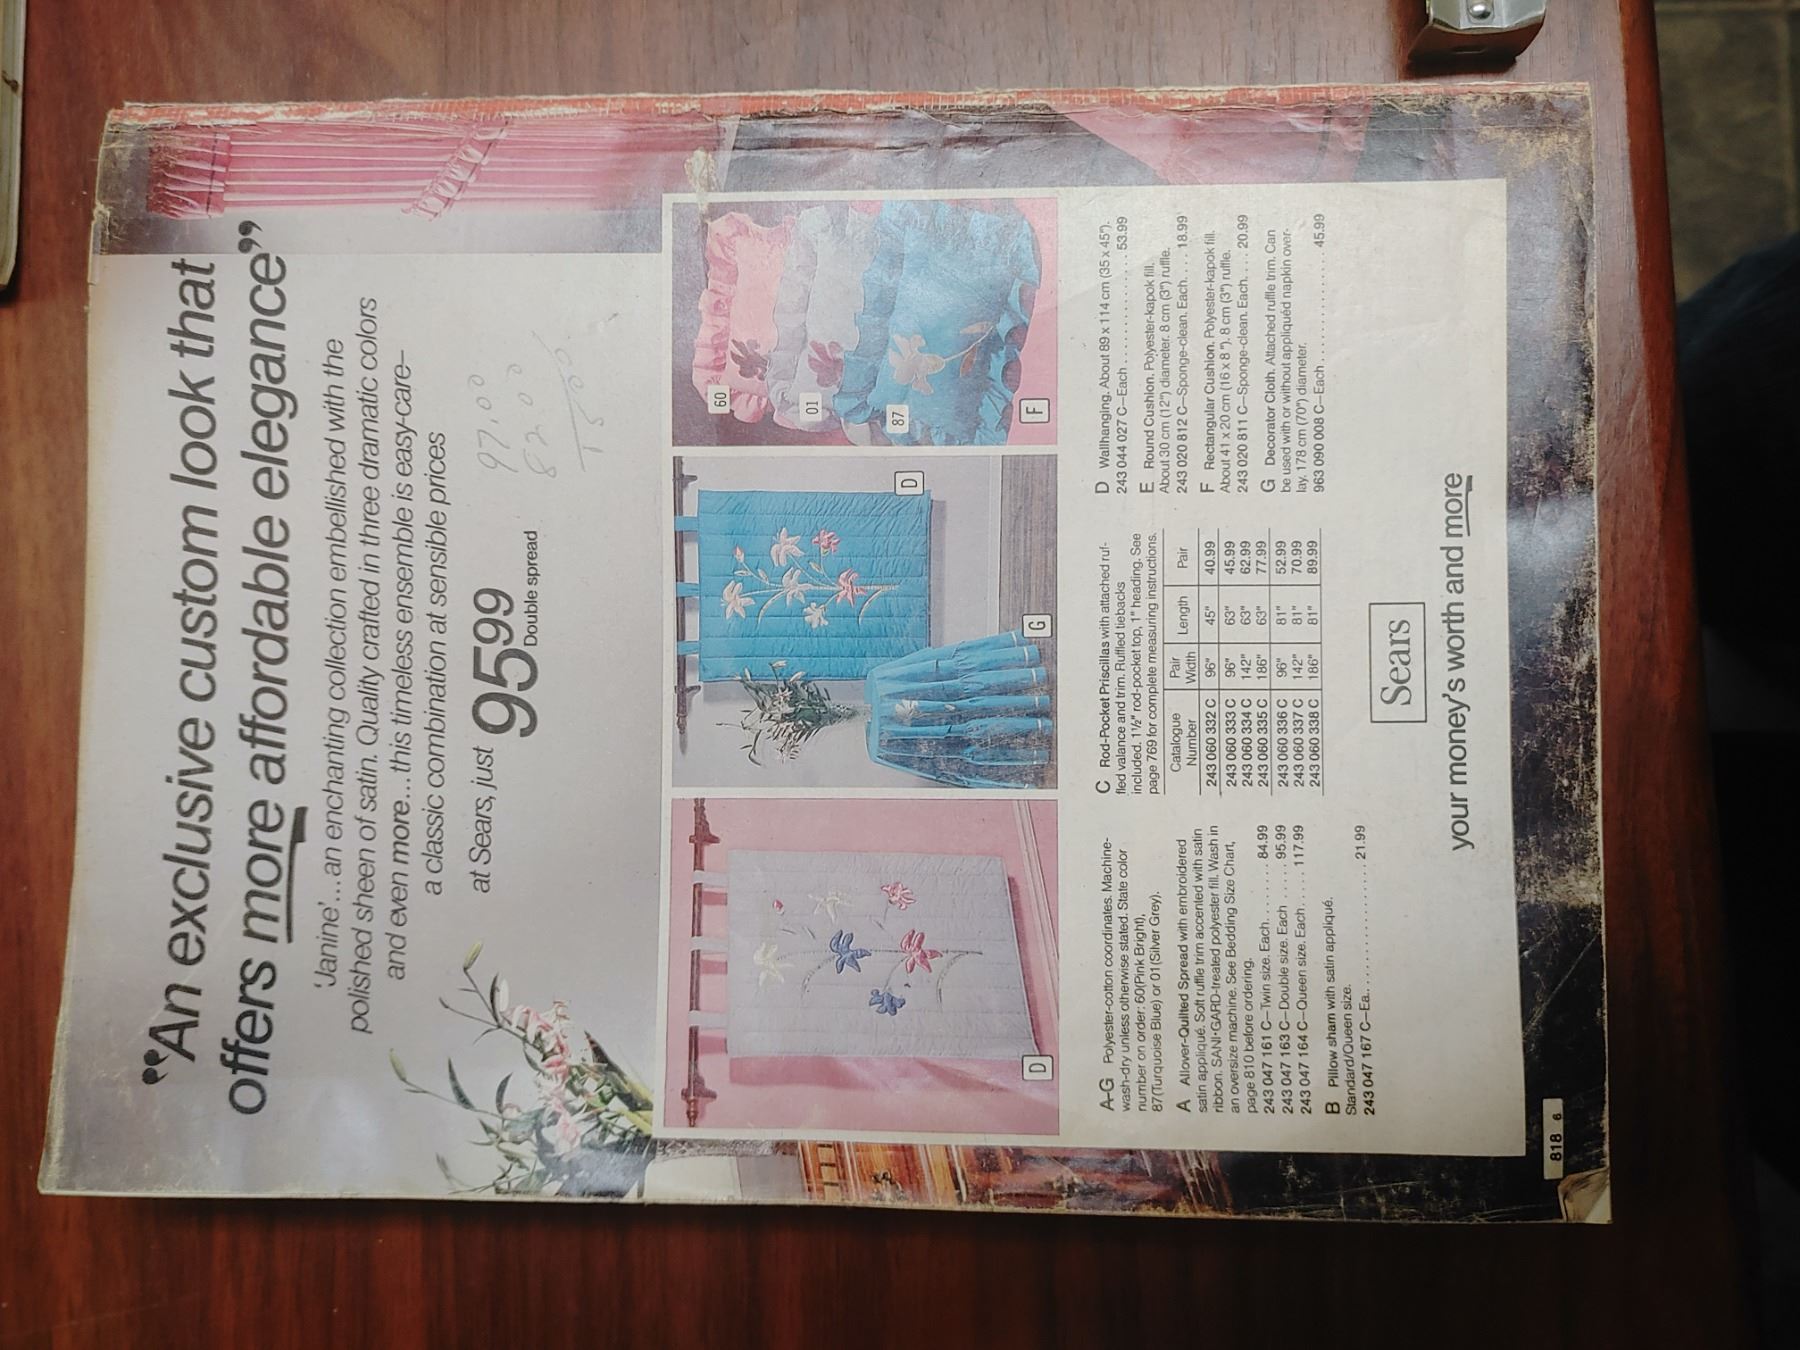 "An exclusive custom look that
offers more affordable elegance"
'Janine'...an enchanting collection embellished with the
polished sheen of satin. Quality crafted in three dramatic colors
and even more...this timeless ensemble is easy-care–
a classic combination at sensible prices
at Sears, just 95⁹⁹ Double spread
97.00
82.00
15 00
60
01
87
D
D
G
F
A-G Polyester-cotton coordinates. Machine-
wash-dry unless otherwise stated. State color
number on order: 60(Pink Bright),
87(Turquoise Blue) or 01(Silver Grey).
A Allover-Quilted Spread with embroidered
satin appliqué. Soft ruffle trim accented with satin
ribbon. SANI•GARD-treated polyester fill. Wash in
an oversize machine. See Bedding Size Chart,
page 810 before ordering.
243 047 161 C–Twin size. Each........ 84.99
243 047 163 C–Double size. Each ..... 95.99
243 047 164 C–Queen size. Each..... 117.99
B Pillow sham with satin appliqué.
Standard/Queen size.
243 047 167 C–Ea................ 21.99
C Rod-Pocket Priscillas with attached ruf-
fled valance and trim. Ruffled tiebacks
included. 1½" rod-pocket top, 1" heading. See
page 769 for complete measuring instructions.
Catalogue Number Pair Width Length Pair
243 060 332 C 96" 45" 40.99
243 060 333 C 96" 63" 45.99
243 060 334 C 142" 63" 62.99
243 060 335 C 186" 63" 77.99
243 060 336 C 96" 81" 52.99
243 060 337 C 142" 81" 70.99
243 060 338 C 186" 81" 89.99
D Wallhanging. About 89 x 114 cm (35 x 45").
243 044 027 C–Each ............. 53.99
E Round Cushion. Polyester-kapok fill.
About 30 cm (12") diameter. 8 cm (3") ruffle.
243 020 812 C–Sponge-clean. Each.... 18.99
F Rectangular Cushion. Polyester-kapok fill.
About 41 x 20 cm (16 x 8"). 8 cm (3") ruffle.
243 020 811 C–Sponge-clean. Each.... 20.99
G Decorator Cloth. Attached ruffle trim. Can
be used with or without appliquéd napkin over-
lay. 178 cm (70") diameter.
963 090 008 C–Each.............. 45.99
Sears
your money's worth and more
818 6